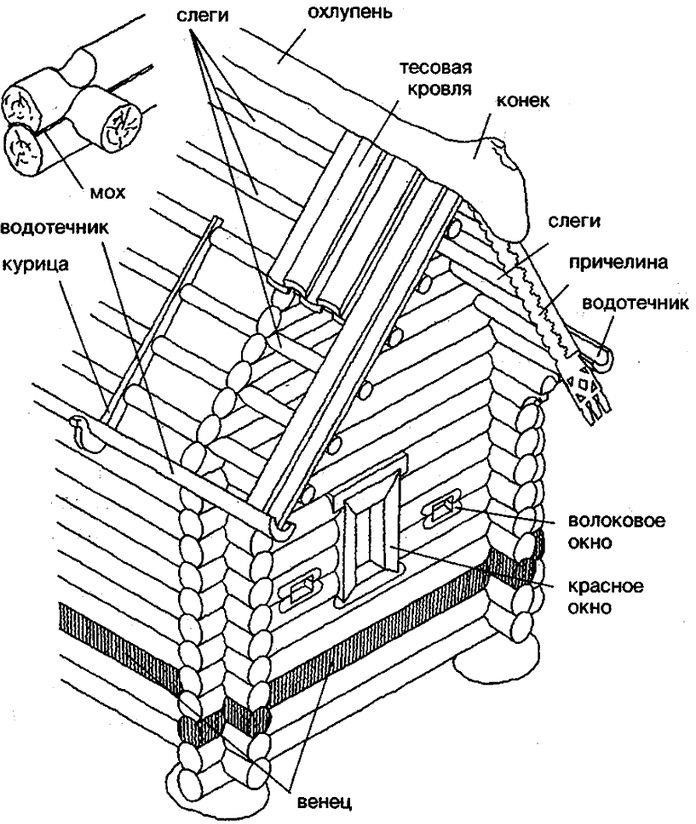 слеги
охлупень
тесовая
кровля
конек
мох
водотечник
слеги
курица
причелина
водотечник
волоковое
окно
красное
окно
венец